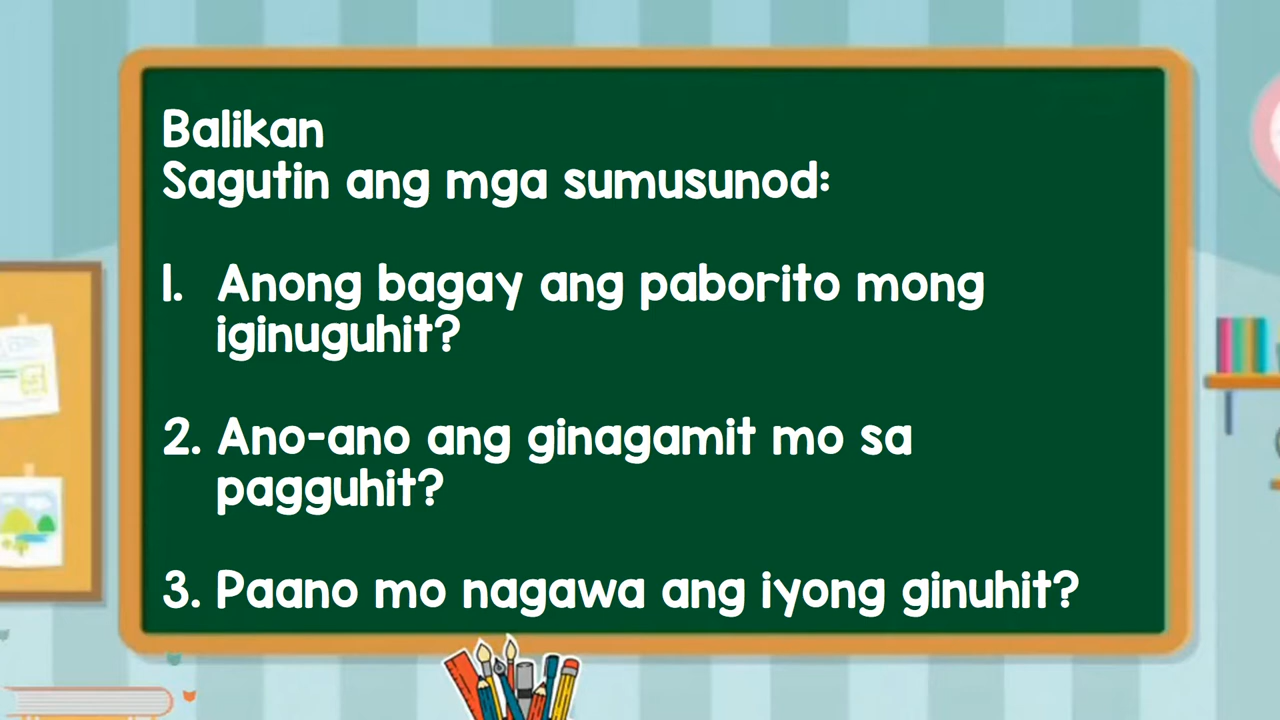 Balikan
Sagutin ang mga sumusunod:
1. Anong bagay ang paborito mong
iginuguhit?
2. Ano-ano ang ginagamit mo sa
pagguhit?
3. Paano mo nagawa ang iyong ginuhit?